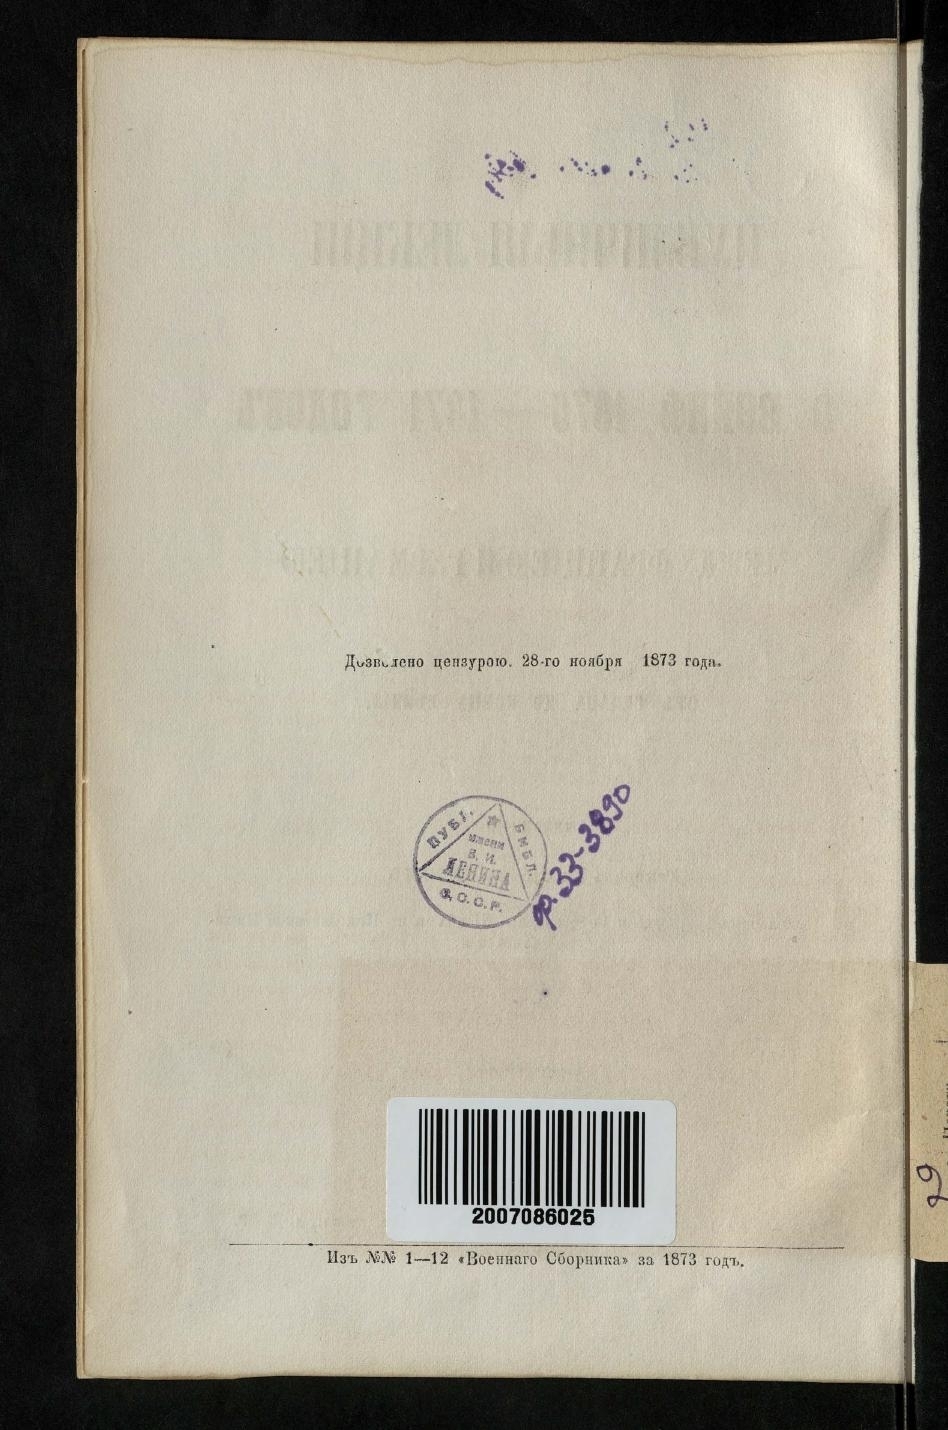 Дозволено цензурою. 28-го ноября 1873 года.
ПУБЛ.
БИБЛ.
имени
В. И.
ЛЕНИНА
С.С.С.Р.
33-3890
2007086025
Изъ №№ 1—12 «Военнаго Сборника» за 1873 годъ.